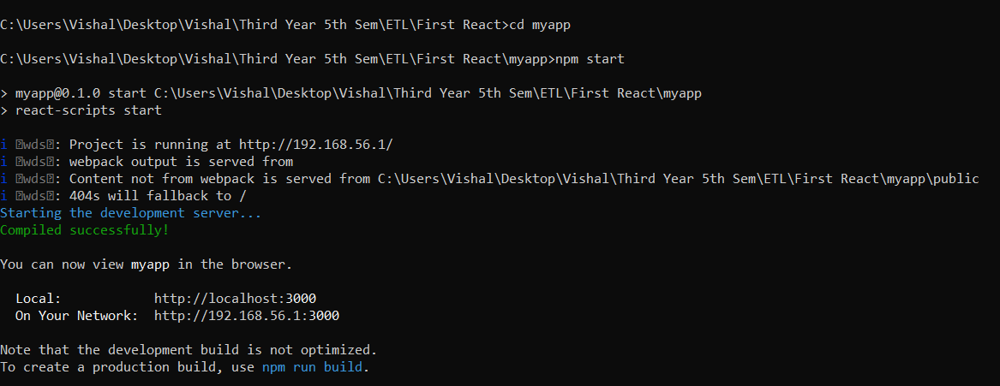 C:\Users\Vishal\Desktop\Vishal\Third Year 5th Sem\ETL\First React>cd myapp
C:\Users\Vishal\Desktop\Vishal\Third Year 5th Sem\ETL\First React\myapp>npm start
> myapp@0.1.0 start C:\Users\Vishal\Desktop\Vishal\Third Year 5th Sem\ETL\First React\myapp
> react-scripts start
i �wds�: Project is running at http://192.168.56.1/
i �wds�: webpack output is served from
i �wds�: Content not from webpack is served from C:\Users\Vishal\Desktop\Vishal\Third Year 5th Sem\ETL\First React\myapp\public
i �wds�: 404s will fallback to /
Starting the development server...
Compiled successfully!
You can now view myapp in the browser.
Local: http://localhost:3000
On Your Network: http://192.168.56.1:3000
Note that the development build is not optimized.
To create a production build, use npm run build.